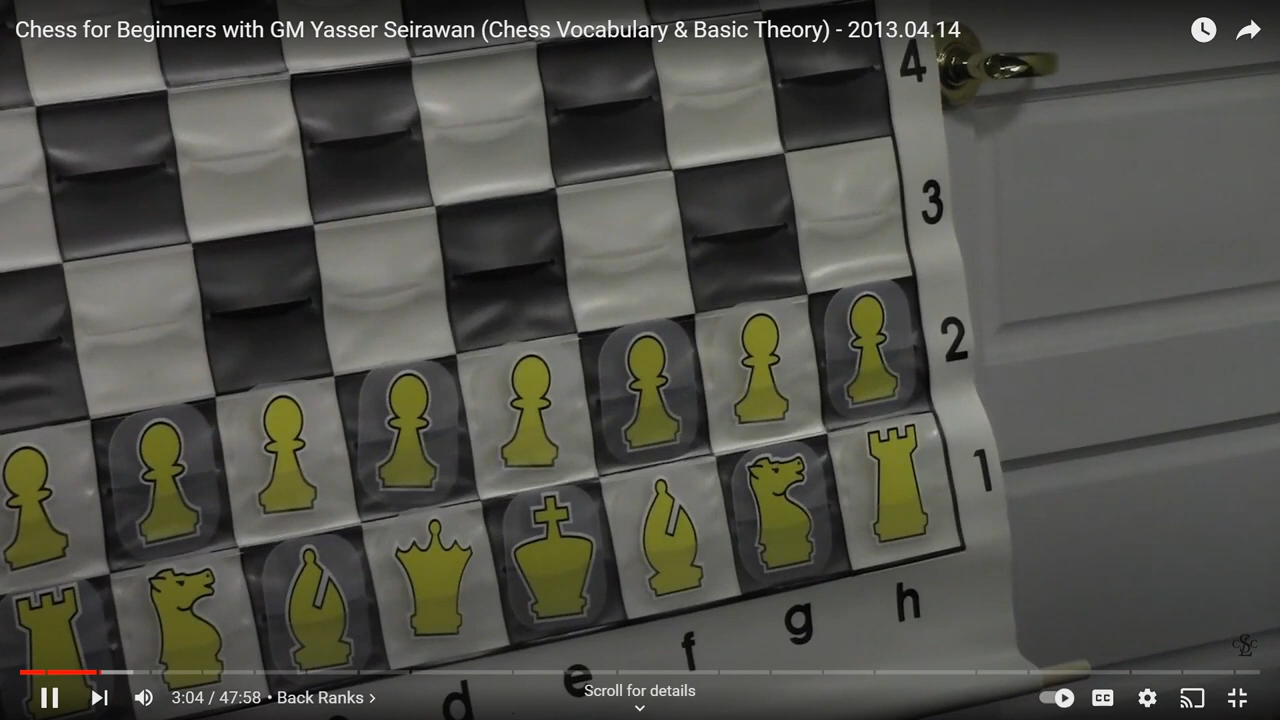 Chess for Beginners with GM Yasser Seirawan (Chess Vocabulary & Basic Theory) - 2013.04.14
4
3
2
1
h
g
f
e
d
Scroll for details
3:04 / 47:58 • Back Ranks ›
CC